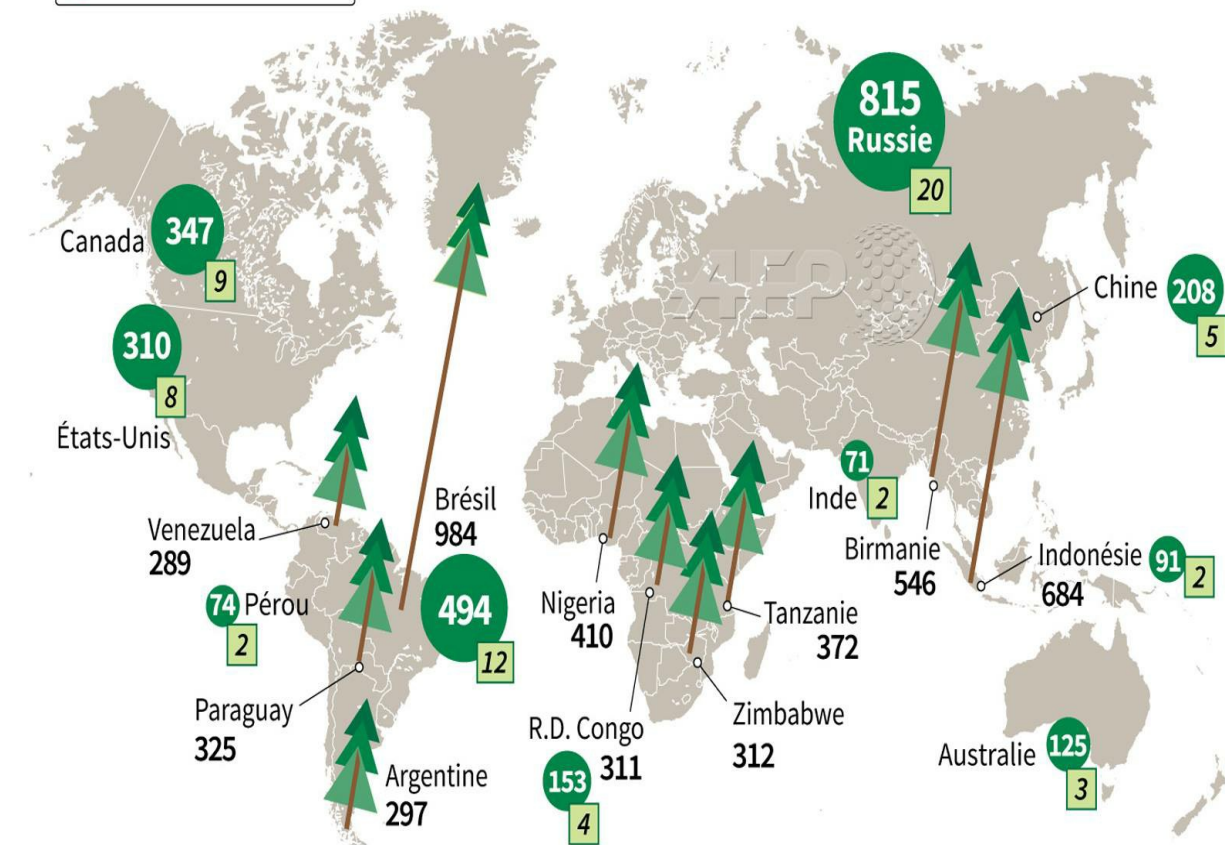 815
Russie
20
AFP
347
Canada
9
Chine
208
5
310
8
États-Unis
71
Inde
2
Brésil
984
Venezuela
289
Birmanie
546
Indonésie
684
91
2
74
Pérou
2
494
12
Nigeria
410
Tanzanie
372
Paraguay
325
R.D. Congo
311
153
4
Zimbabwe
312
Australie
125
3
Argentine
297